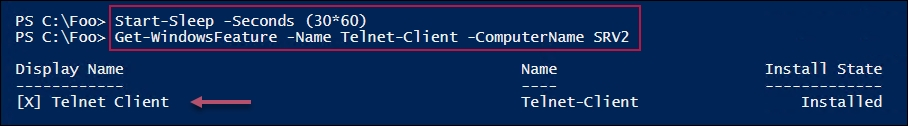 PS C:\Foo> Start-Sleep -Seconds (30*60)
PS C:\Foo> Get-WindowsFeature -Name Telnet-Client -ComputerName SRV2
Display Name Name Install State
------------ ---- -------------
[X] Telnet Client Telnet-Client Installed